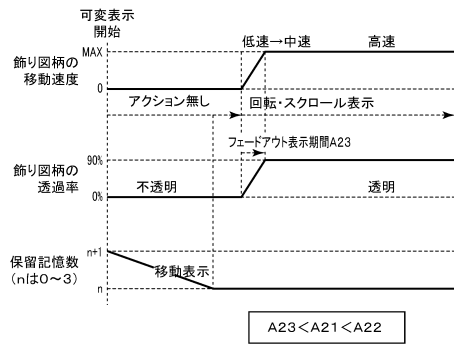 可変表示
開始
飾り図柄の
移動速度
MAX
0
低速→中速
高速
アクション無し
回転・スクロール表示
フェードアウト表示期間A23
飾り図柄の
透過率
90%
0%
不透明
透明
保留記憶数
(nは0～3)
n+1
n
移動表示
A23＜A21＜A22